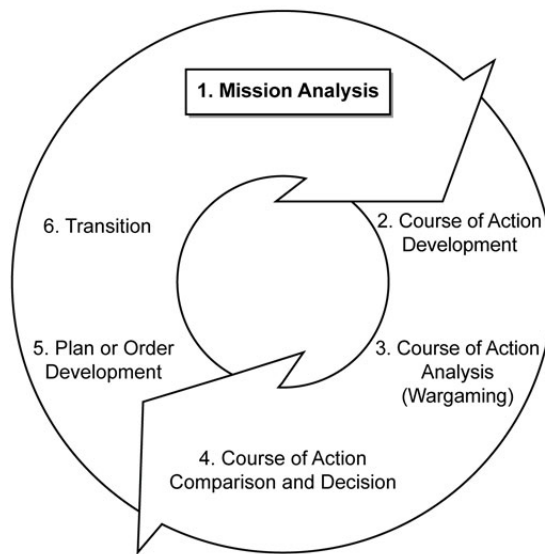 1. Mission Analysis
2. Course of Action
Development
3. Course of Action
Analysis
(Wargaming)
4. Course of Action
Comparison and Decision
5. Plan or Order
Development
6. Transition